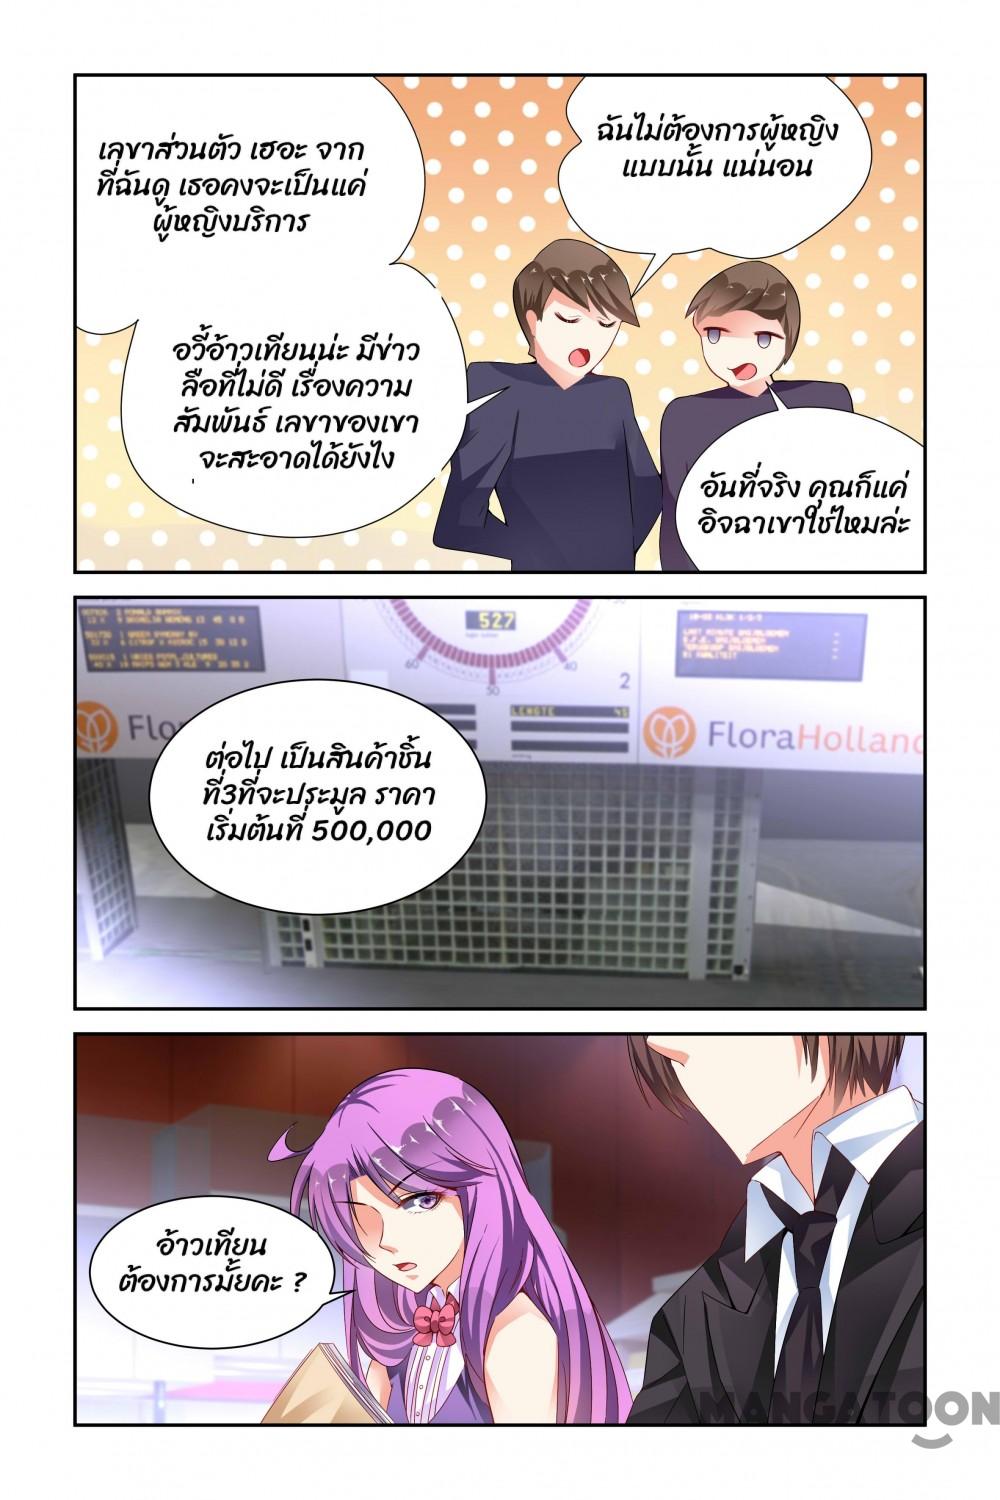 เลขาส่วนตัว เฮอะ จาก
ที่ฉันดู เธอคงจะเป็นแค่
ผู้หญิงบริการ
ฉันไม่ต้องการผู้หญิง
แบบนั้น แน่นอน
อวี้อ้าวเทียนน่ะ มีข่าว
ลือที่ไม่ดี เรื่องความ
สัมพันธ์ เลขาของเขา
จะสะอาดได้ยังไง
อันที่จริง คุณก็แค่
อิจฉาเขาใช่ไหมล่ะ
527
60
50
40
2
LENGTE 45
Flora
FloraHolland
ต่อไป เป็นสินค้าชิ้น
ที่3ที่จะประมูล ราคา
เริ่มต้นที่ 500,000
อ้าวเทียน
ต้องการมั้ยคะ ?
MANGATOON